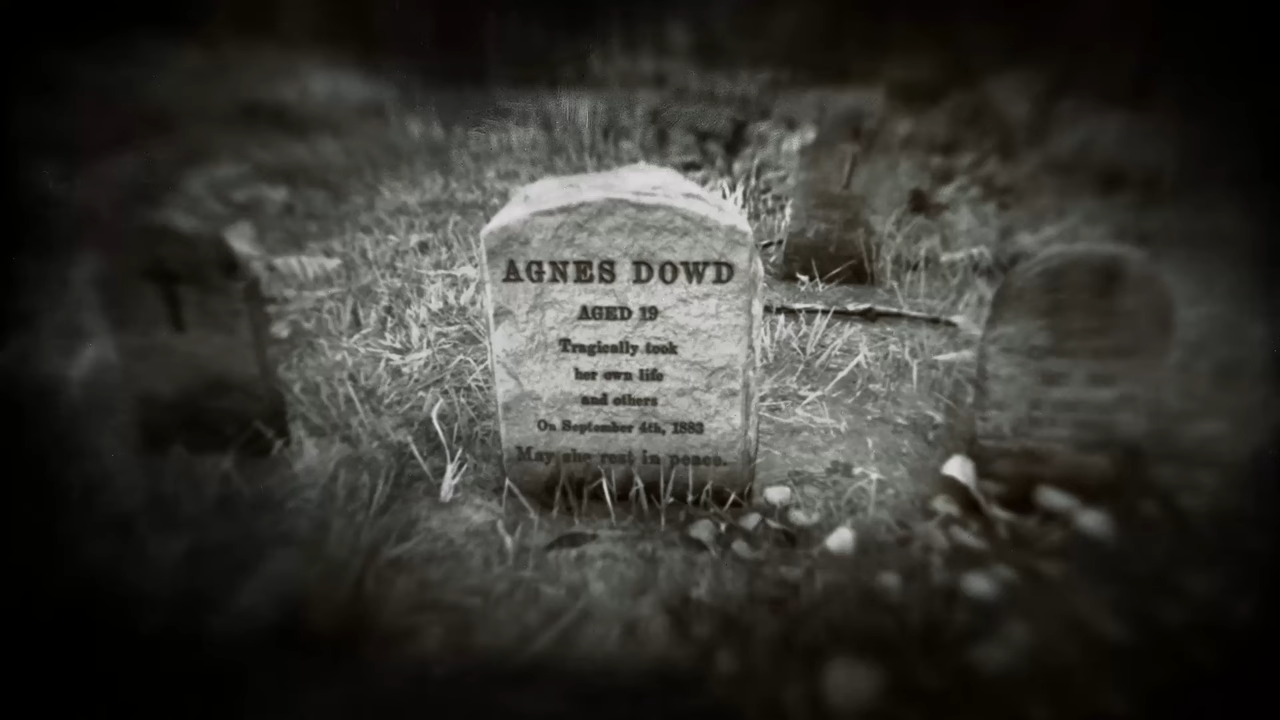 AGNES DOWD
AGED 19
Tragically took
her own life
and others
On September 4th, 1883
May she rest in peace.